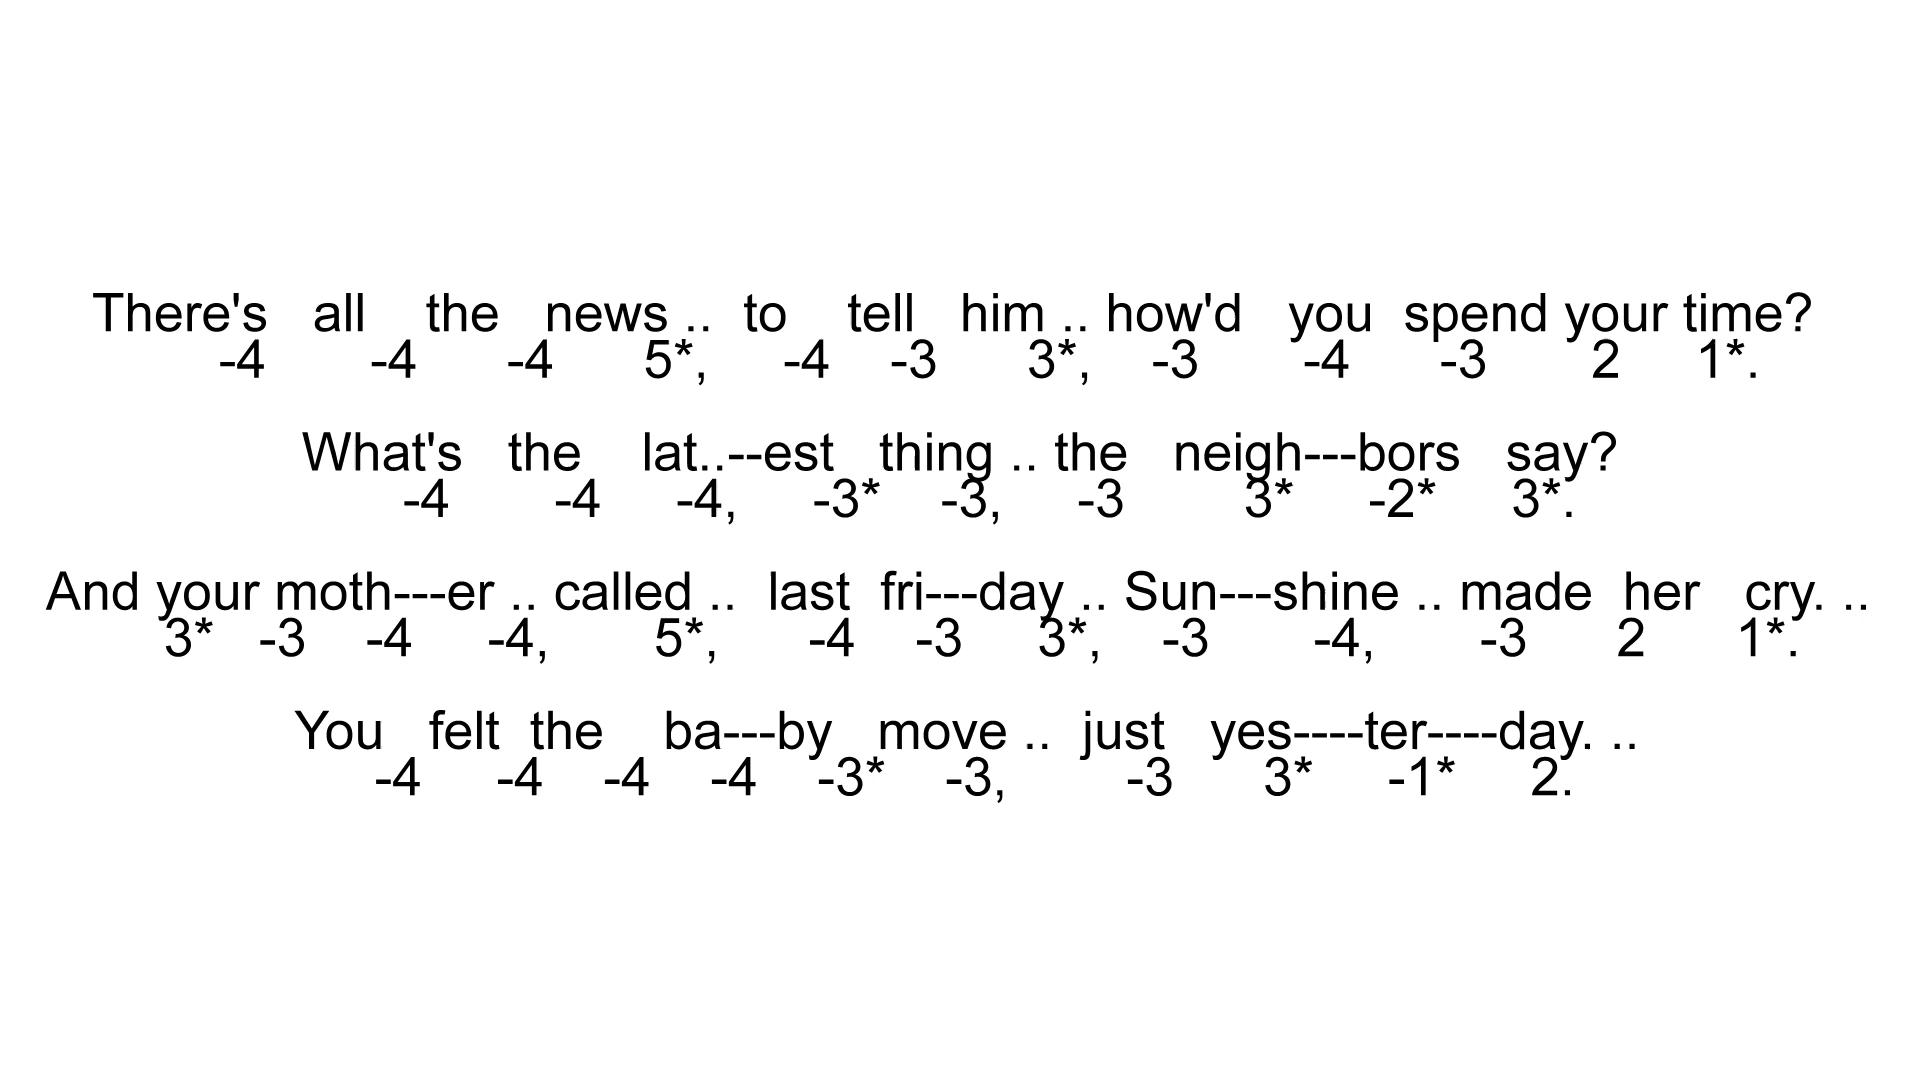 There's all the news .. to tell him .. how'd you spend your time?
-4 -4 -4 5*, -4 -3 3*, -3 -4 -3 2 1*.
What's the lat..--est thing .. the neigh---bors say?
-4 -4 -4, -3* -3, -3 3* -2* 3*.
And your moth---er .. called .. last fri---day .. Sun---shine .. made her cry. ..
3* -3 -4 -4, 5*, -4 -3 3*, -3 -4, -3 2 1*.
You felt the ba---by move .. just yes----ter----day. ..
-4 -4 -4 -4 -3* -3, -3 3* -1* 2.